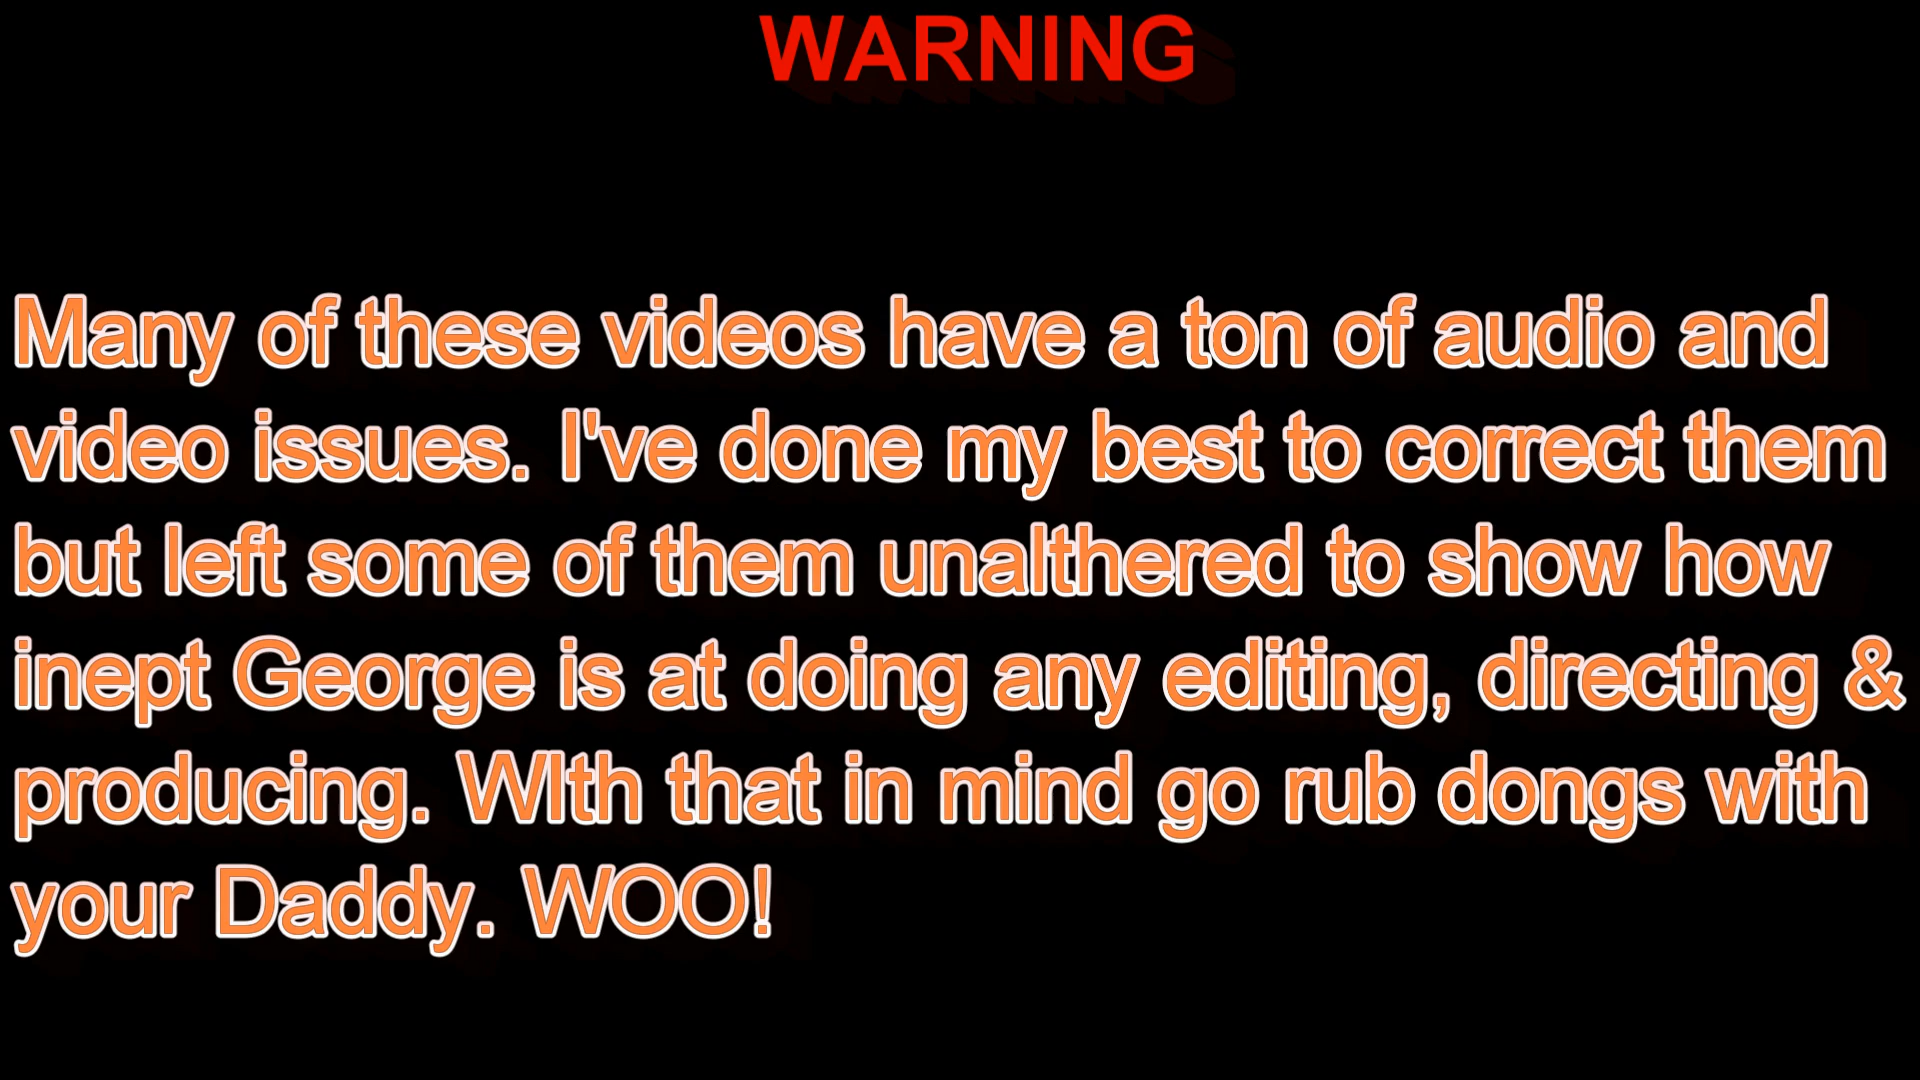 WARNING
Many of these videos have a ton of audio and
video issues. I've done my best to correct them
but left some of them unalthered to show how
inept George is at doing any editing, directing &
producing. WIth that in mind go rub dongs with
your Daddy. WOO!